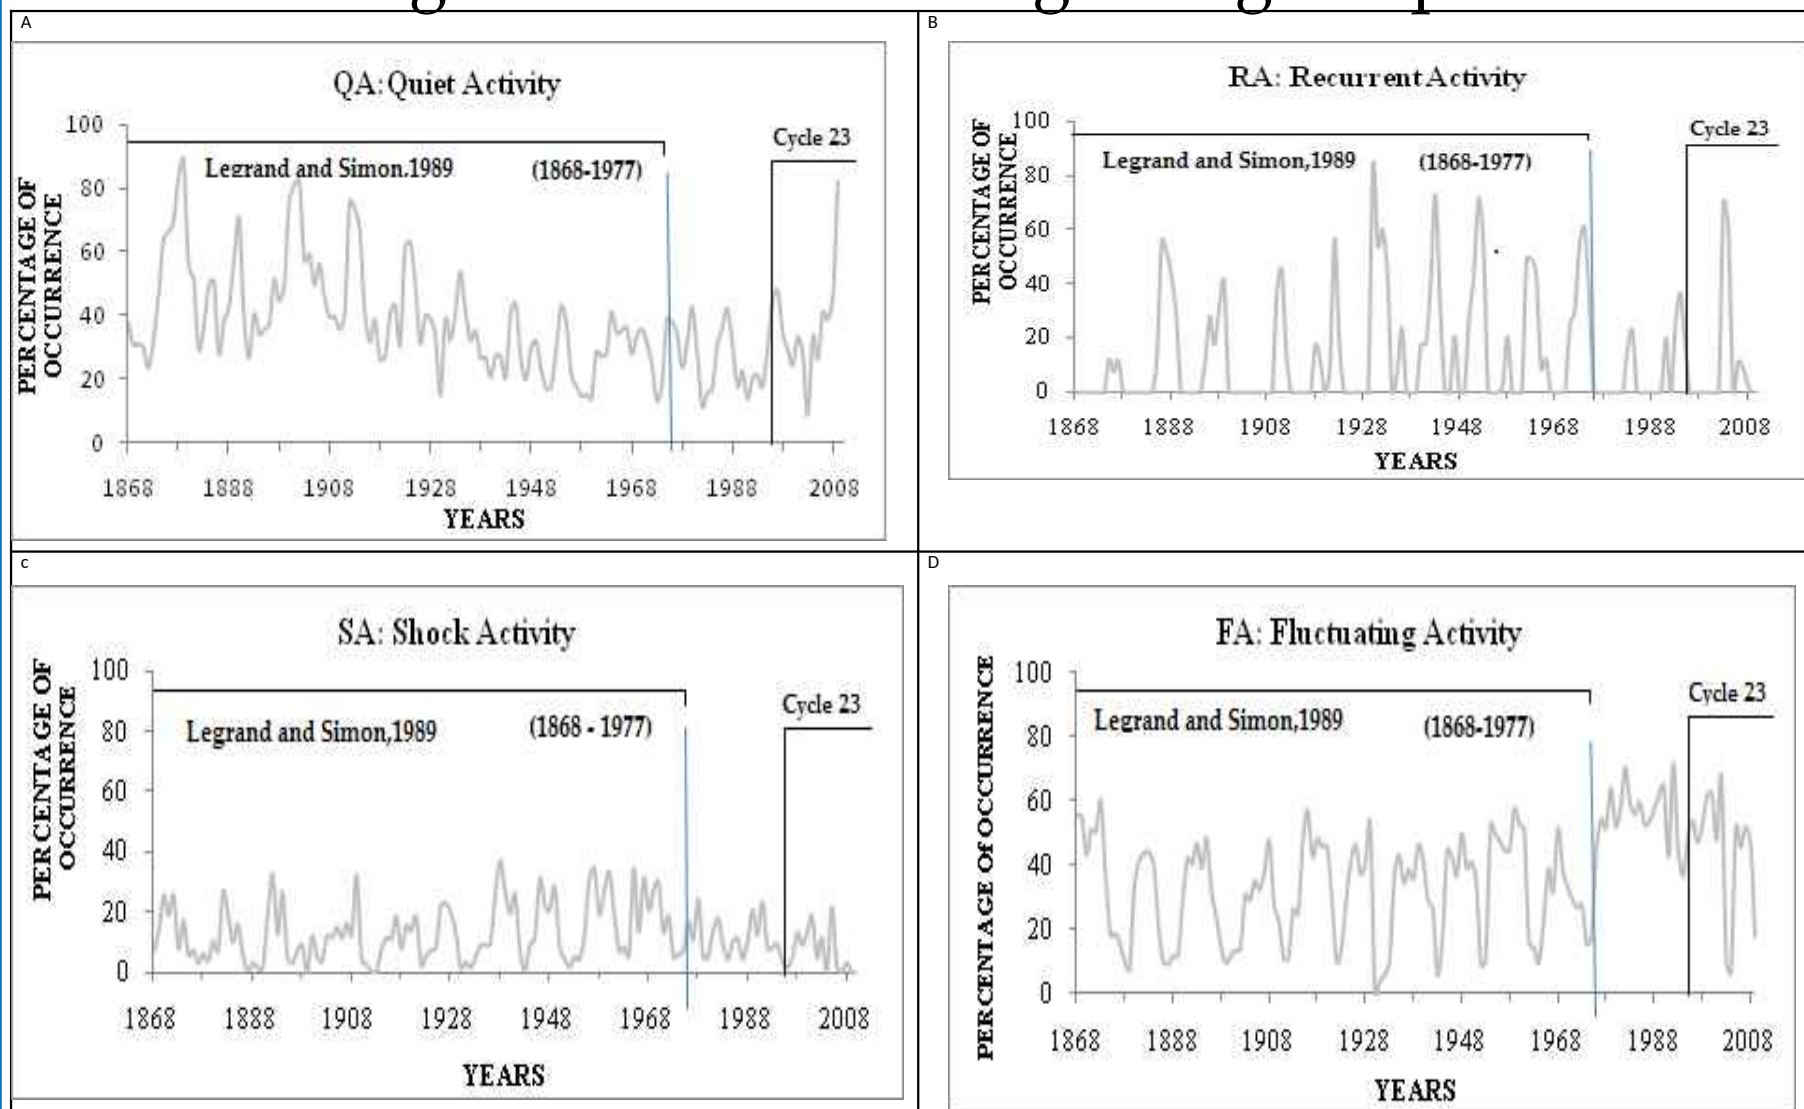 A
QA: Quiet Activity
PERCENTAGE OF
OCCURRENCE
100
80
60
40
20
0
Legrand and Simon.1989
(1868-1977)
Cycle 23
1868 1888 1908 1928 1948 1968 1988 2008
YEARS
B
RA: Recurrent Activity
PERCENTAGE OF
OCCURRENCE
100
80
60
40
20
0
Legrand and Simon,1989
(1868-1977)
Cycle 23
1868 1888 1908 1928 1948 1968 1988 2008
YEARS
C
SA: Shock Activity
PERCENTAGE OF
OCCURRENCE
100
80
60
40
20
0
Legrand and Simon,1989
(1868 - 1977)
Cycle 23
1868 1888 1908 1928 1948 1968 1988 2008
YEARS
D
FA: Fluctuating Activity
PERCENTAGE Of OCCURRENCE
100
80
60
40
20
0
Legrand and Simon,1989
(1868-1977)
Cycle 23
1868 1888 1908 1928 1948 1968 1988 2008
YEARS